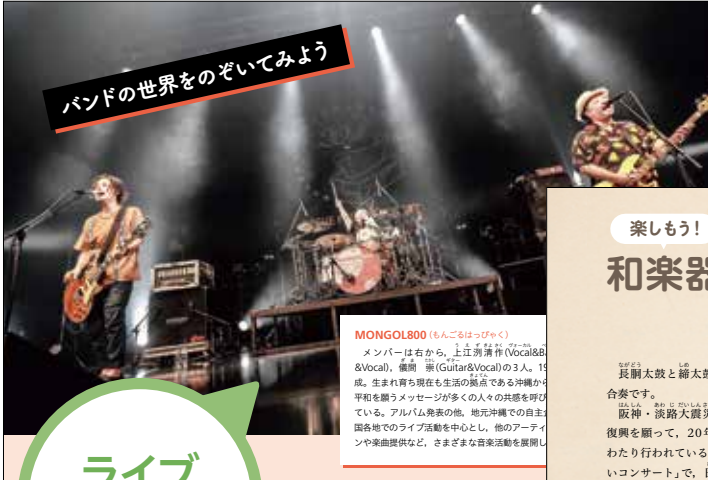 バンドの世界をのぞいてみよう
MONGOL800（もんごるはっぴゃく）
メンバーは右から，上江洌清作(Vocal&B
&Vocal)，儀間 崇(Guitar&Vocal)の3人。19
成。生まれ育ち現在も生活の拠点である沖縄から
平和を願うメッセージが多くの人々の共感を呼び
ている。アルバム発表の他，地元沖縄での自主
国各地でのライブ活動を中心とし，他のアーティ
ンや楽曲提供など，さまざまな音楽活動を展開し
ライブ
楽しもう！
和楽器
長胴太鼓と締太鼓
合奏です。
阪神・淡路大震災
復興を願って，20年
わたり行われている
いコンサート」で，